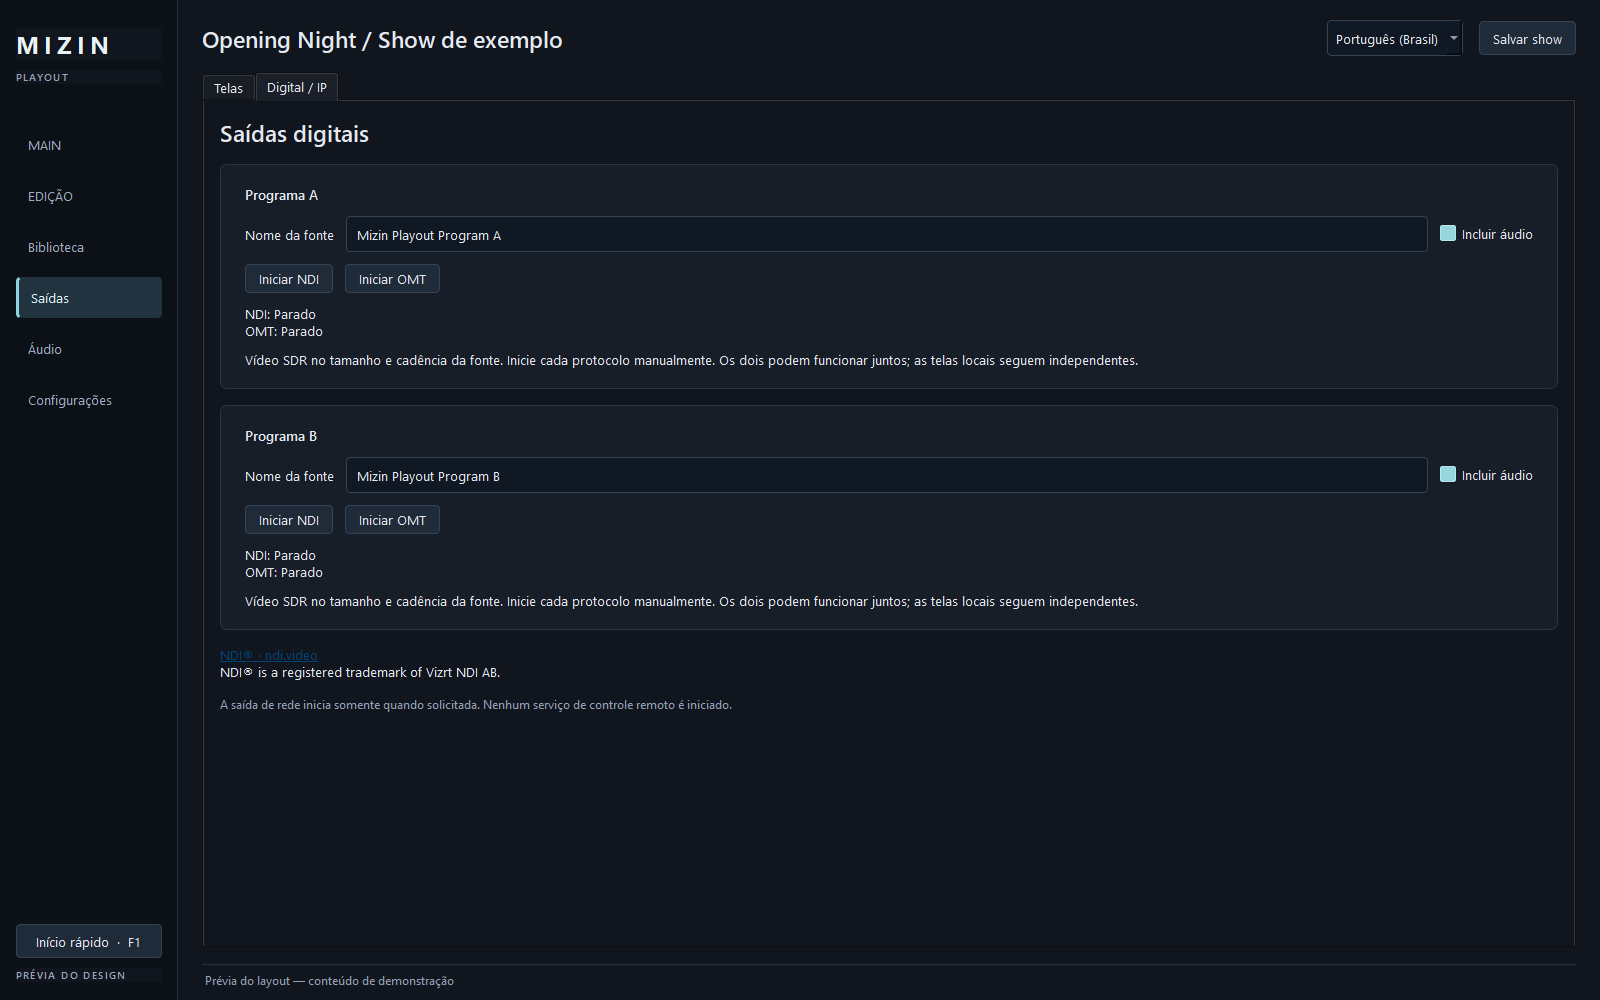 MIZIN
PLAYOUT
MAIN
EDIÇÃO
Biblioteca
Saídas
Áudio
Configurações
Início rápido · F1
PRÉVIA DO DESIGN
Opening Night / Show de exemplo
Português (Brasil)
Salvar show
Telas
Digital / IP
Saídas digitais
Programa A
Nome da fonte
Mizin Playout Program A
Incluir áudio
Iniciar NDI
Iniciar OMT
NDI: Parado
OMT: Parado
Vídeo SDR no tamanho e cadência da fonte. Inicie cada protocolo manualmente. Os dois podem funcionar juntos; as telas locais seguem independentes.
Programa B
Nome da fonte
Mizin Playout Program B
Incluir áudio
Iniciar NDI
Iniciar OMT
NDI: Parado
OMT: Parado
Vídeo SDR no tamanho e cadência da fonte. Inicie cada protocolo manualmente. Os dois podem funcionar juntos; as telas locais seguem independentes.
NDI® - ndi.video
NDI® is a registered trademark of Vizrt NDI AB.
A saída de rede inicia somente quando solicitada. Nenhum serviço de controle remoto é iniciado.
Prévia do layout — conteúdo de demonstração